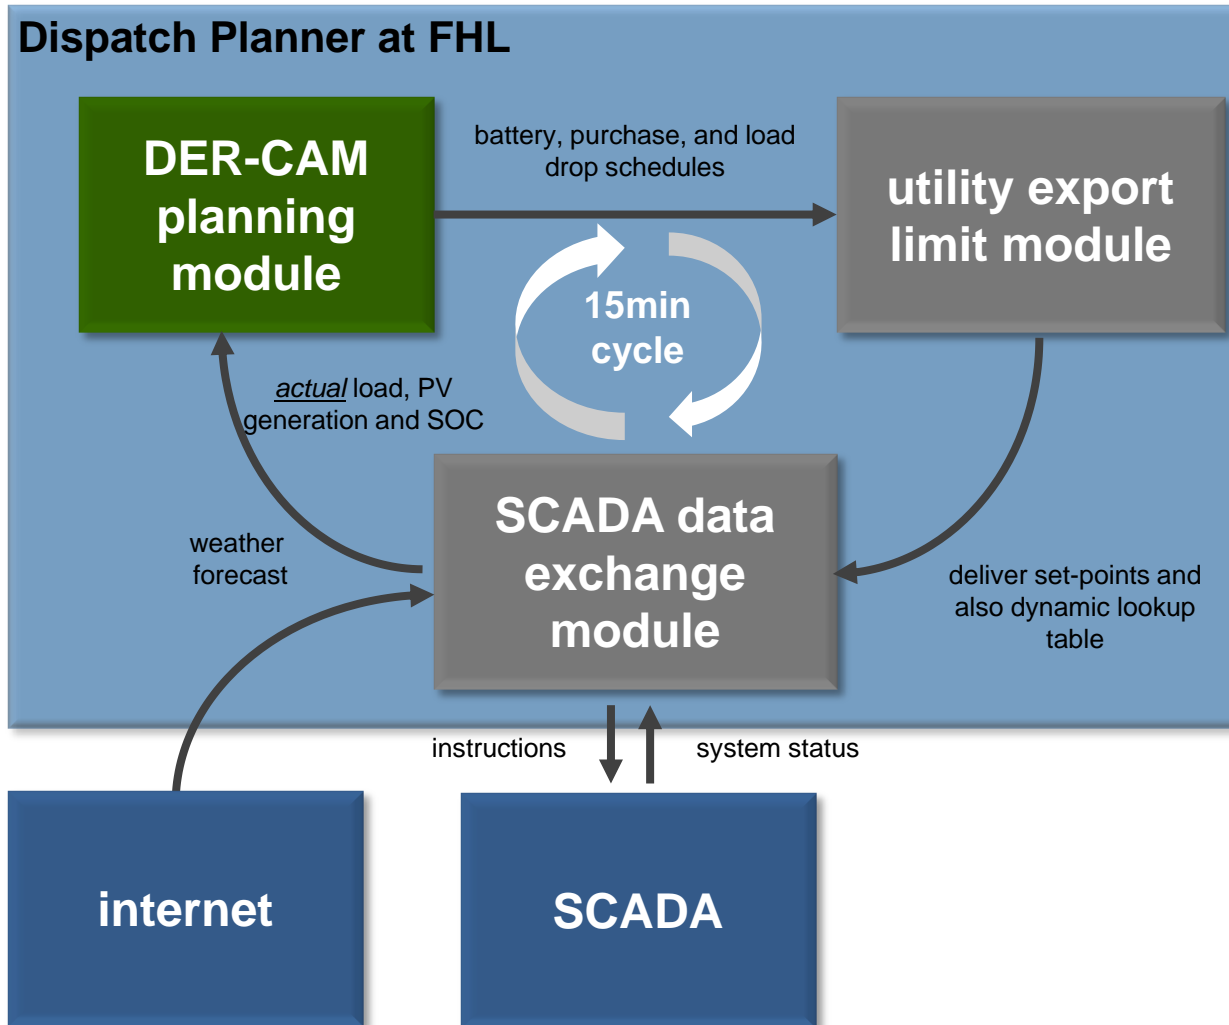 Dispatch Planner at FHL
DER-CAM
planning
module
battery, purchase, and load
drop schedules
utility export
limit module
15min
cycle
actual load, PV
generation and SOC
SCADA data
exchange
module
weather
forecast
deliver set-points and
also dynamic lookup
table
instructions
system status
internet
SCADA